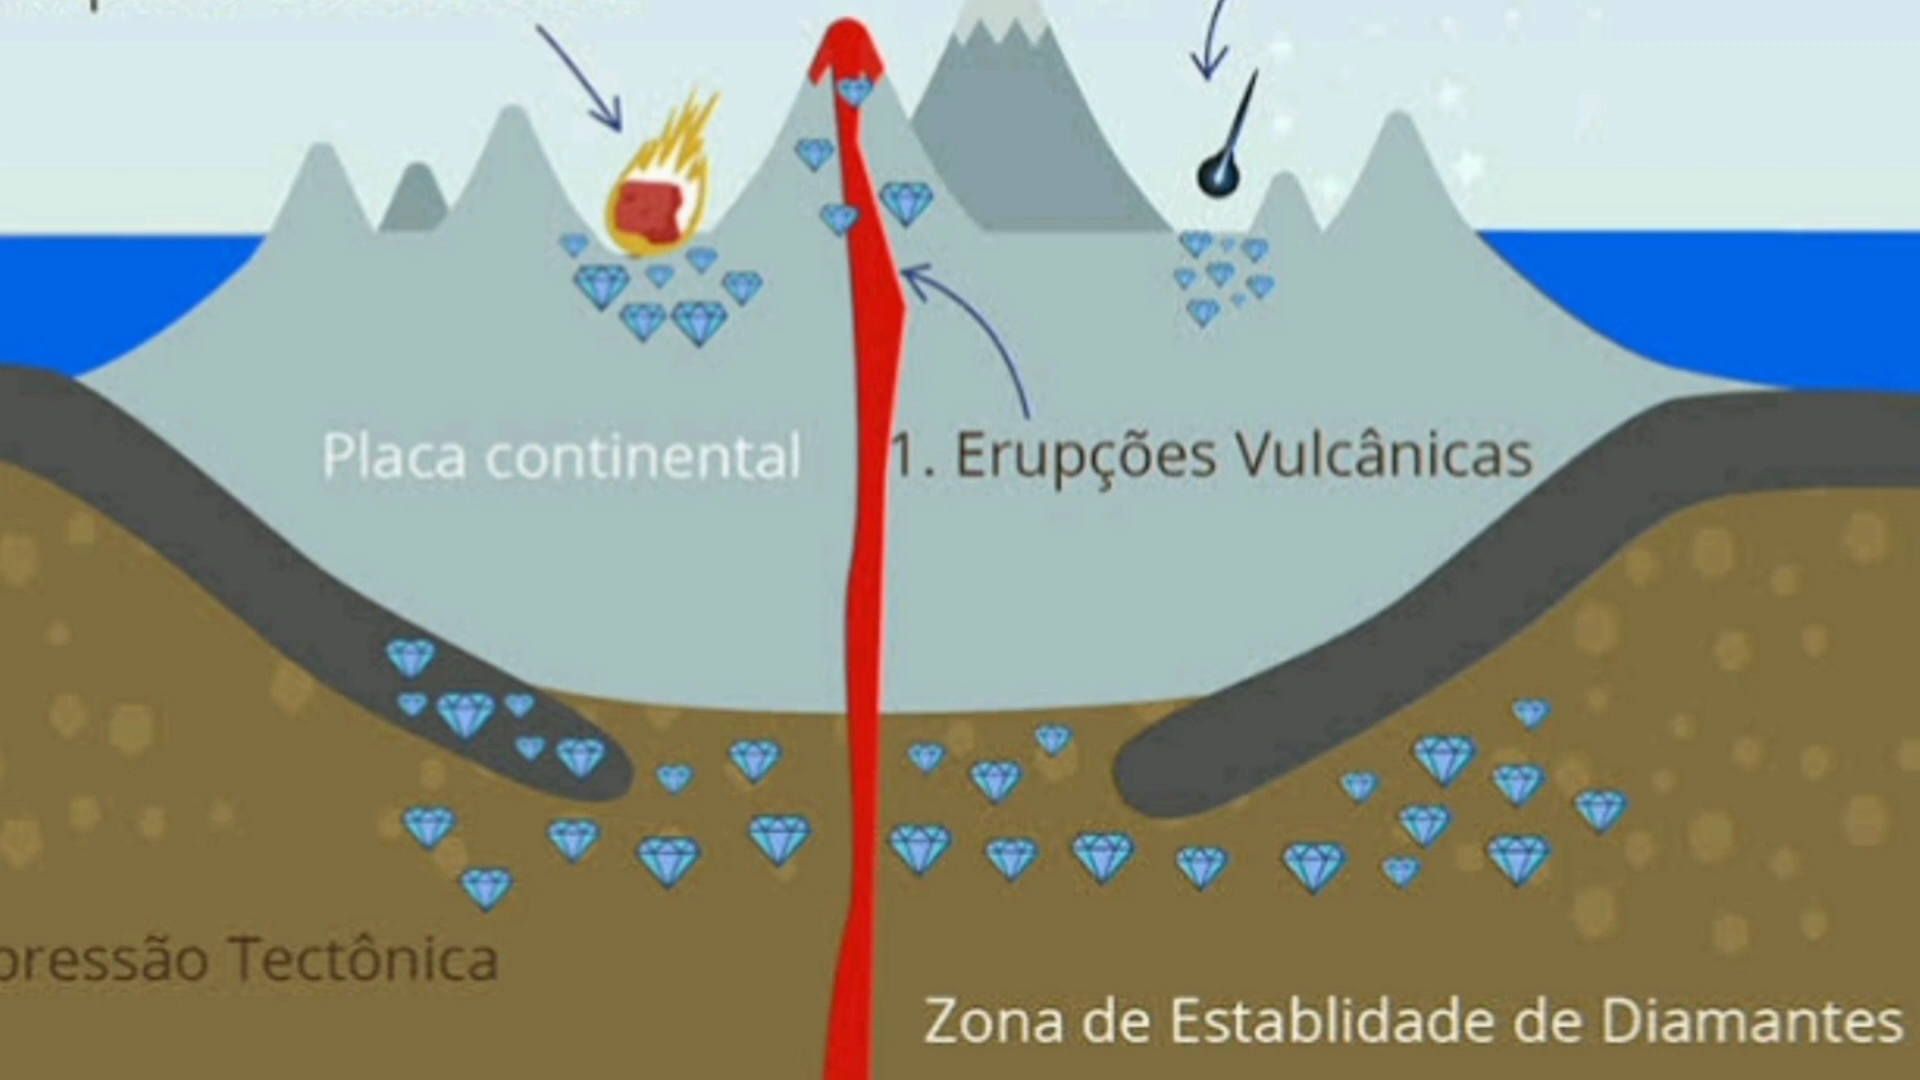 Placa continental
1. Erupções Vulcânicas
pressão Tectônica
Zona de Establidade de Diamantes